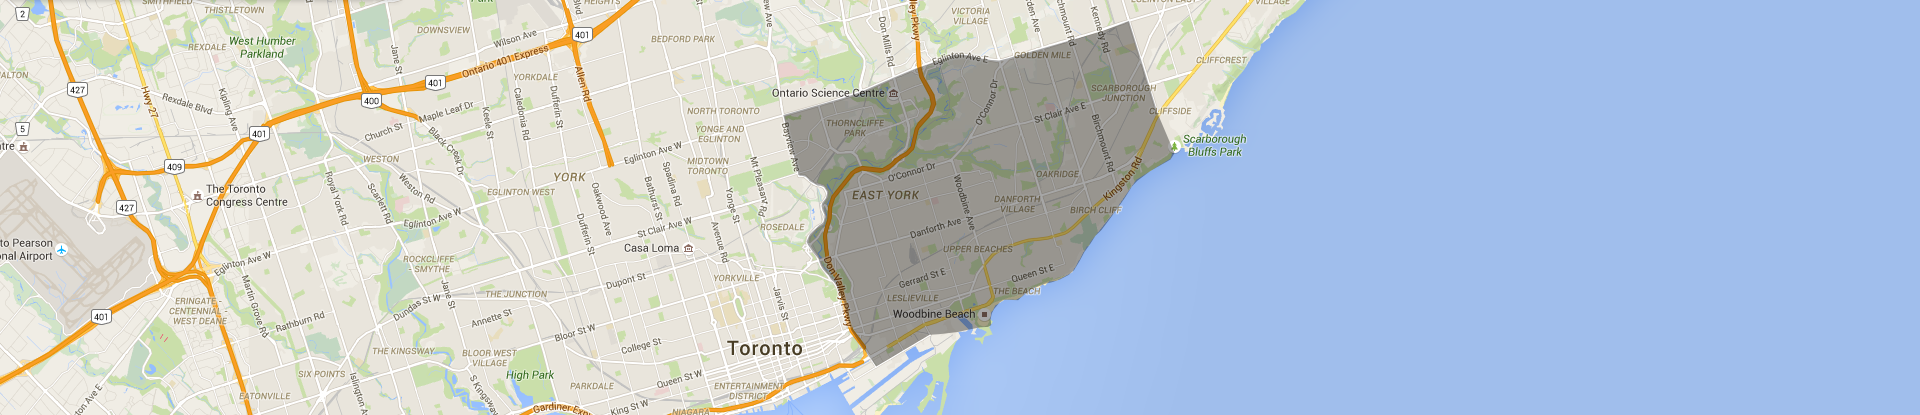 2
THISTLETOWN
Park
HEIGHTS
Bayview Ave
VICTORIA
VILLAGE
EGLINTON EAST
VILLAGE
West Humber
Parkland
REXDALE
DOWNSVIEW
Wilson Ave
401
BEDFORD PARK
Don Mills Rd
Valley Pkwy
Kennedy Rd
Jane St
Ontario 401 Express
Eglinton Ave E
GOLDEN MILE
CLIFFCREST
427
Hwy 27
401
YORKDALE
Allen Rd
Ontario Science Centre
O'Connor Dr
SCARBOROUGH
JUNCTION
400
Rexdale Blvd
Kipling Ave
Maple Leaf Dr
Keele St
Caledonia Rd
Dufferin St
NORTH TORONTO
St Clair Ave E
CLIFFSIDE
5
401
Church St
Black Creek Dr
YONGE AND
EGLINTON
Bayview Ave
THORNCLIFFE
PARK
Birchmount Rd
Scarborough
Bluffs Park
409
WESTON
Eglinton Ave W
MIDTOWN
TORONTO
Mt Pleasant Rd
O'Connor Dr
OAKRIDGE
Kingston Rd
YORK
The Toronto
Congress Centre
Royal York Rd
Scarlett Rd
Weston Rd
EGLINTON WEST
Oakwood Ave
Bathurst St
Spadina Rd
Yonge St
EAST YORK
Woodbine Ave
DANFORTH
VILLAGE
BIRCH CLIFF
427
Eglinton Ave W
Dufferin St
St Clair Ave W
Avenue Rd
ROSEDALE
Danforth Ave
to Pearson
nal Airport
Casa Loma
UPPER BEACHES
Eglinton Ave W
ROCKCLIFFE
- SMYTHE
YORKVILLE
Don Valley Pkwy
Gerrard St E
Queen St E
Martin Grove Rd
Jane St
Dupont St
Jarvis St
LESLIEVILLE
THE BEACH
ERINGATE -
CENTENNIAL -
WEST DEANE
401
Rathburn Rd
Dundas St W
THE JUNCTION
Annette St
Bloor St W
Woodbine Beach
THE KINGSWAY
BLOOR WEST
VILLAGE
College St
Toronto
SIX POINTS
High Park
Queen St W
ENTERTAINMENT
DISTRICT
PARKDALE
EATONVILLE
King St W
NIAGARA